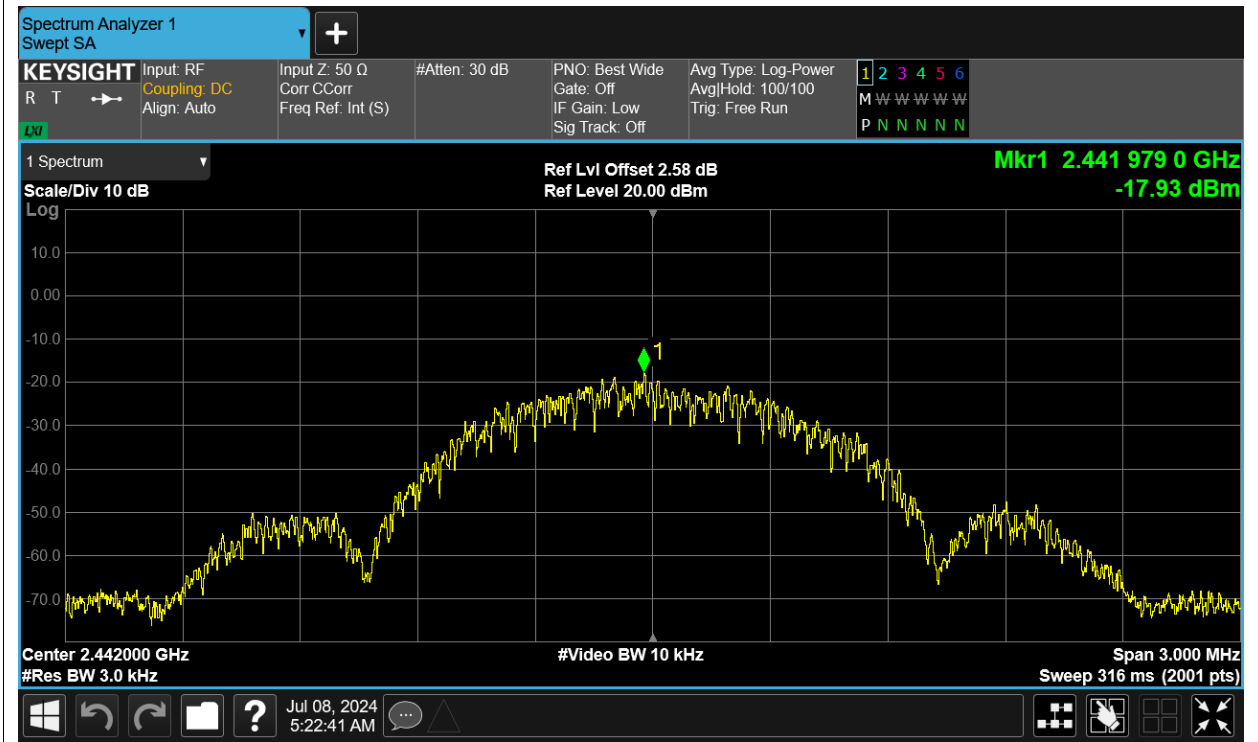 Spectrum Analyzer 1
Swept SA
KEYSIGHT
R T
LXI
Input: RF
Coupling: DC
Align: Auto
Input Z: 50 Ω
Corr CCorr
Freq Ref: Int (S)
#Atten: 30 dB
PNO: Best Wide
Gate: Off
IF Gain: Low
Sig Track: Off
Avg Type: Log-Power
Avg|Hold: 100/100
Trig: Free Run
1 2 3 4 5 6
M W W W W W
P N N N N N
1 Spectrum
Scale/Div 10 dB
Log
Ref Lvl Offset 2.58 dB
Ref Level 20.00 dBm
Mkr1 2.441 979 0 GHz
-17.93 dBm
10.0
0.00
-10.0
1
-20.0
-30.0
-40.0
-50.0
-60.0
-70.0
Center 2.442000 GHz
#Res BW 3.0 kHz
#Video BW 10 kHz
Span 3.000 MHz
Sweep 316 ms (2001 pts)
?
Jul 08, 2024
5:22:41 AM